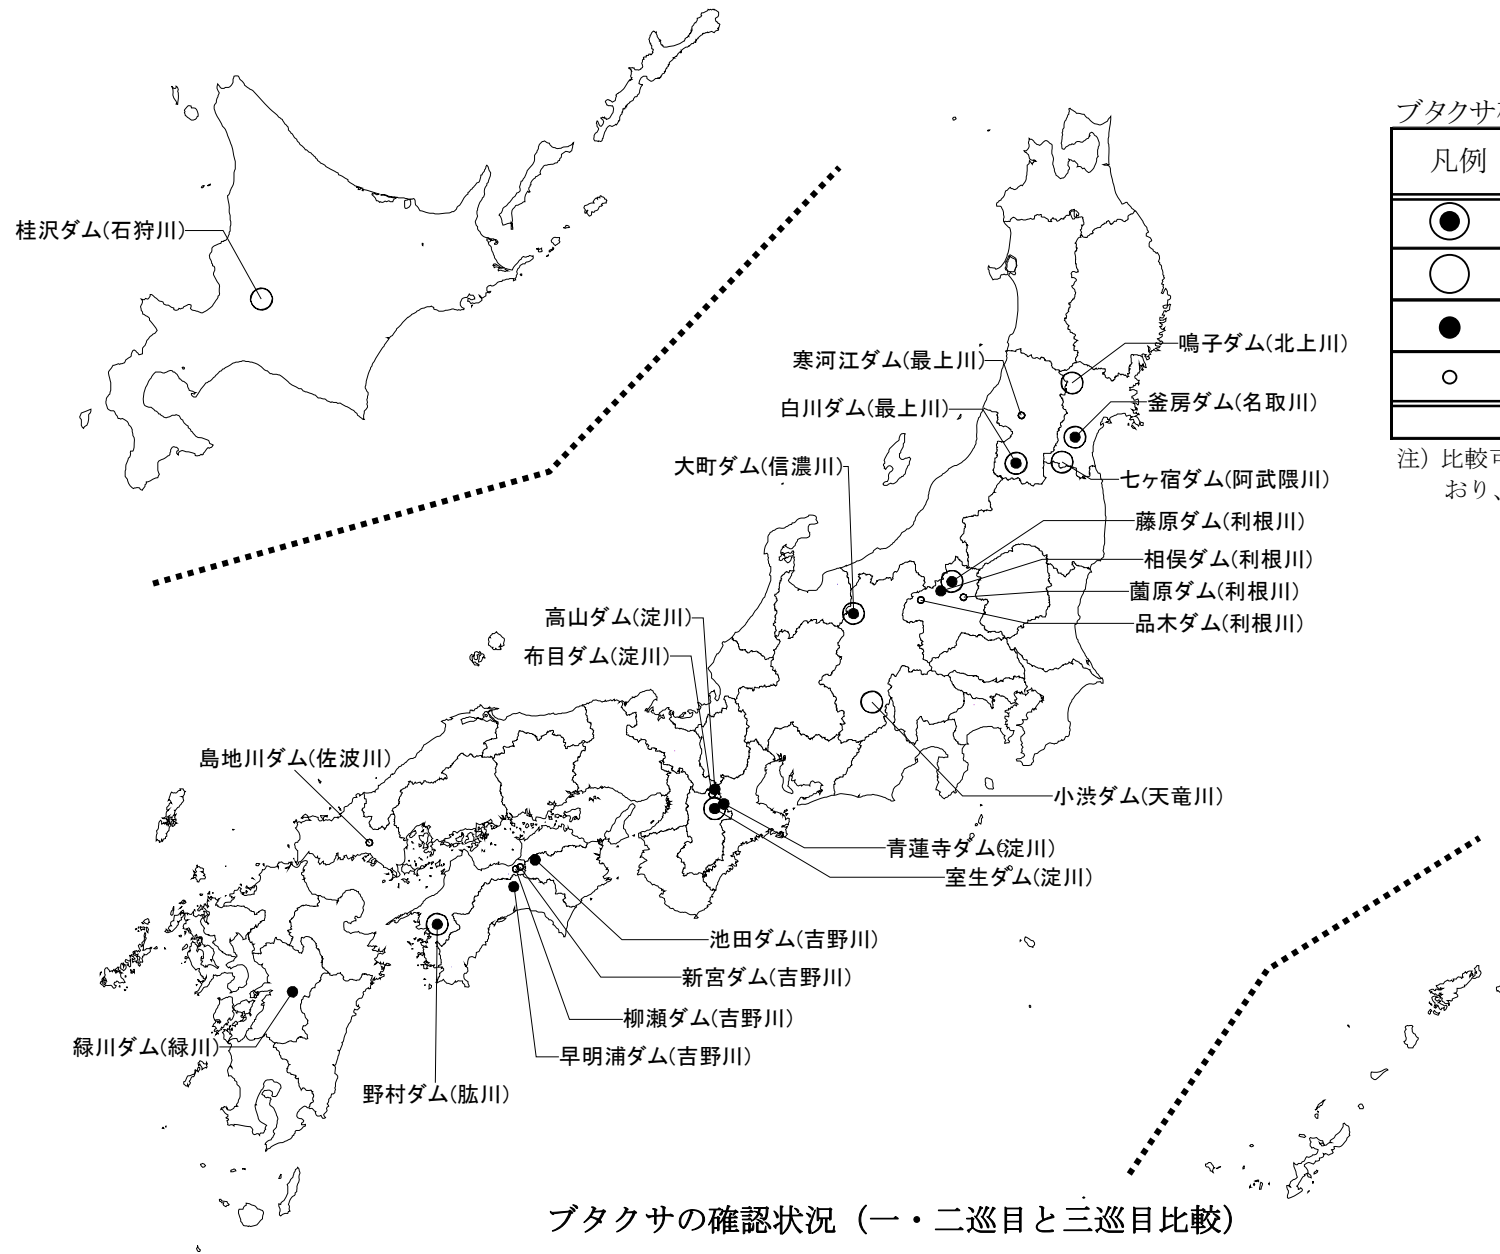 ブタクサ
凡例
注）比較可
おり、
桂沢ダム(石狩川)
鳴子ダム(北上川)
寒河江ダム(最上川)
釜房ダム(名取川)
白川ダム(最上川)
大町ダム(信濃川)
七ヶ宿ダム(阿武隈川)
藤原ダム(利根川)
相俣ダム(利根川)
薗原ダム(利根川)
品木ダム(利根川)
高山ダム(淀川)
布目ダム(淀川)
島地川ダム(佐波川)
小渋ダム(天竜川)
青蓮寺ダム(淀川)
室生ダム(淀川)
池田ダム(吉野川)
新宮ダム(吉野川)
柳瀬ダム(吉野川)
早明浦ダム(吉野川)
緑川ダム(緑川)
野村ダム(肱川)
ブタクサの確認状況（一・二巡目と三巡目比較）